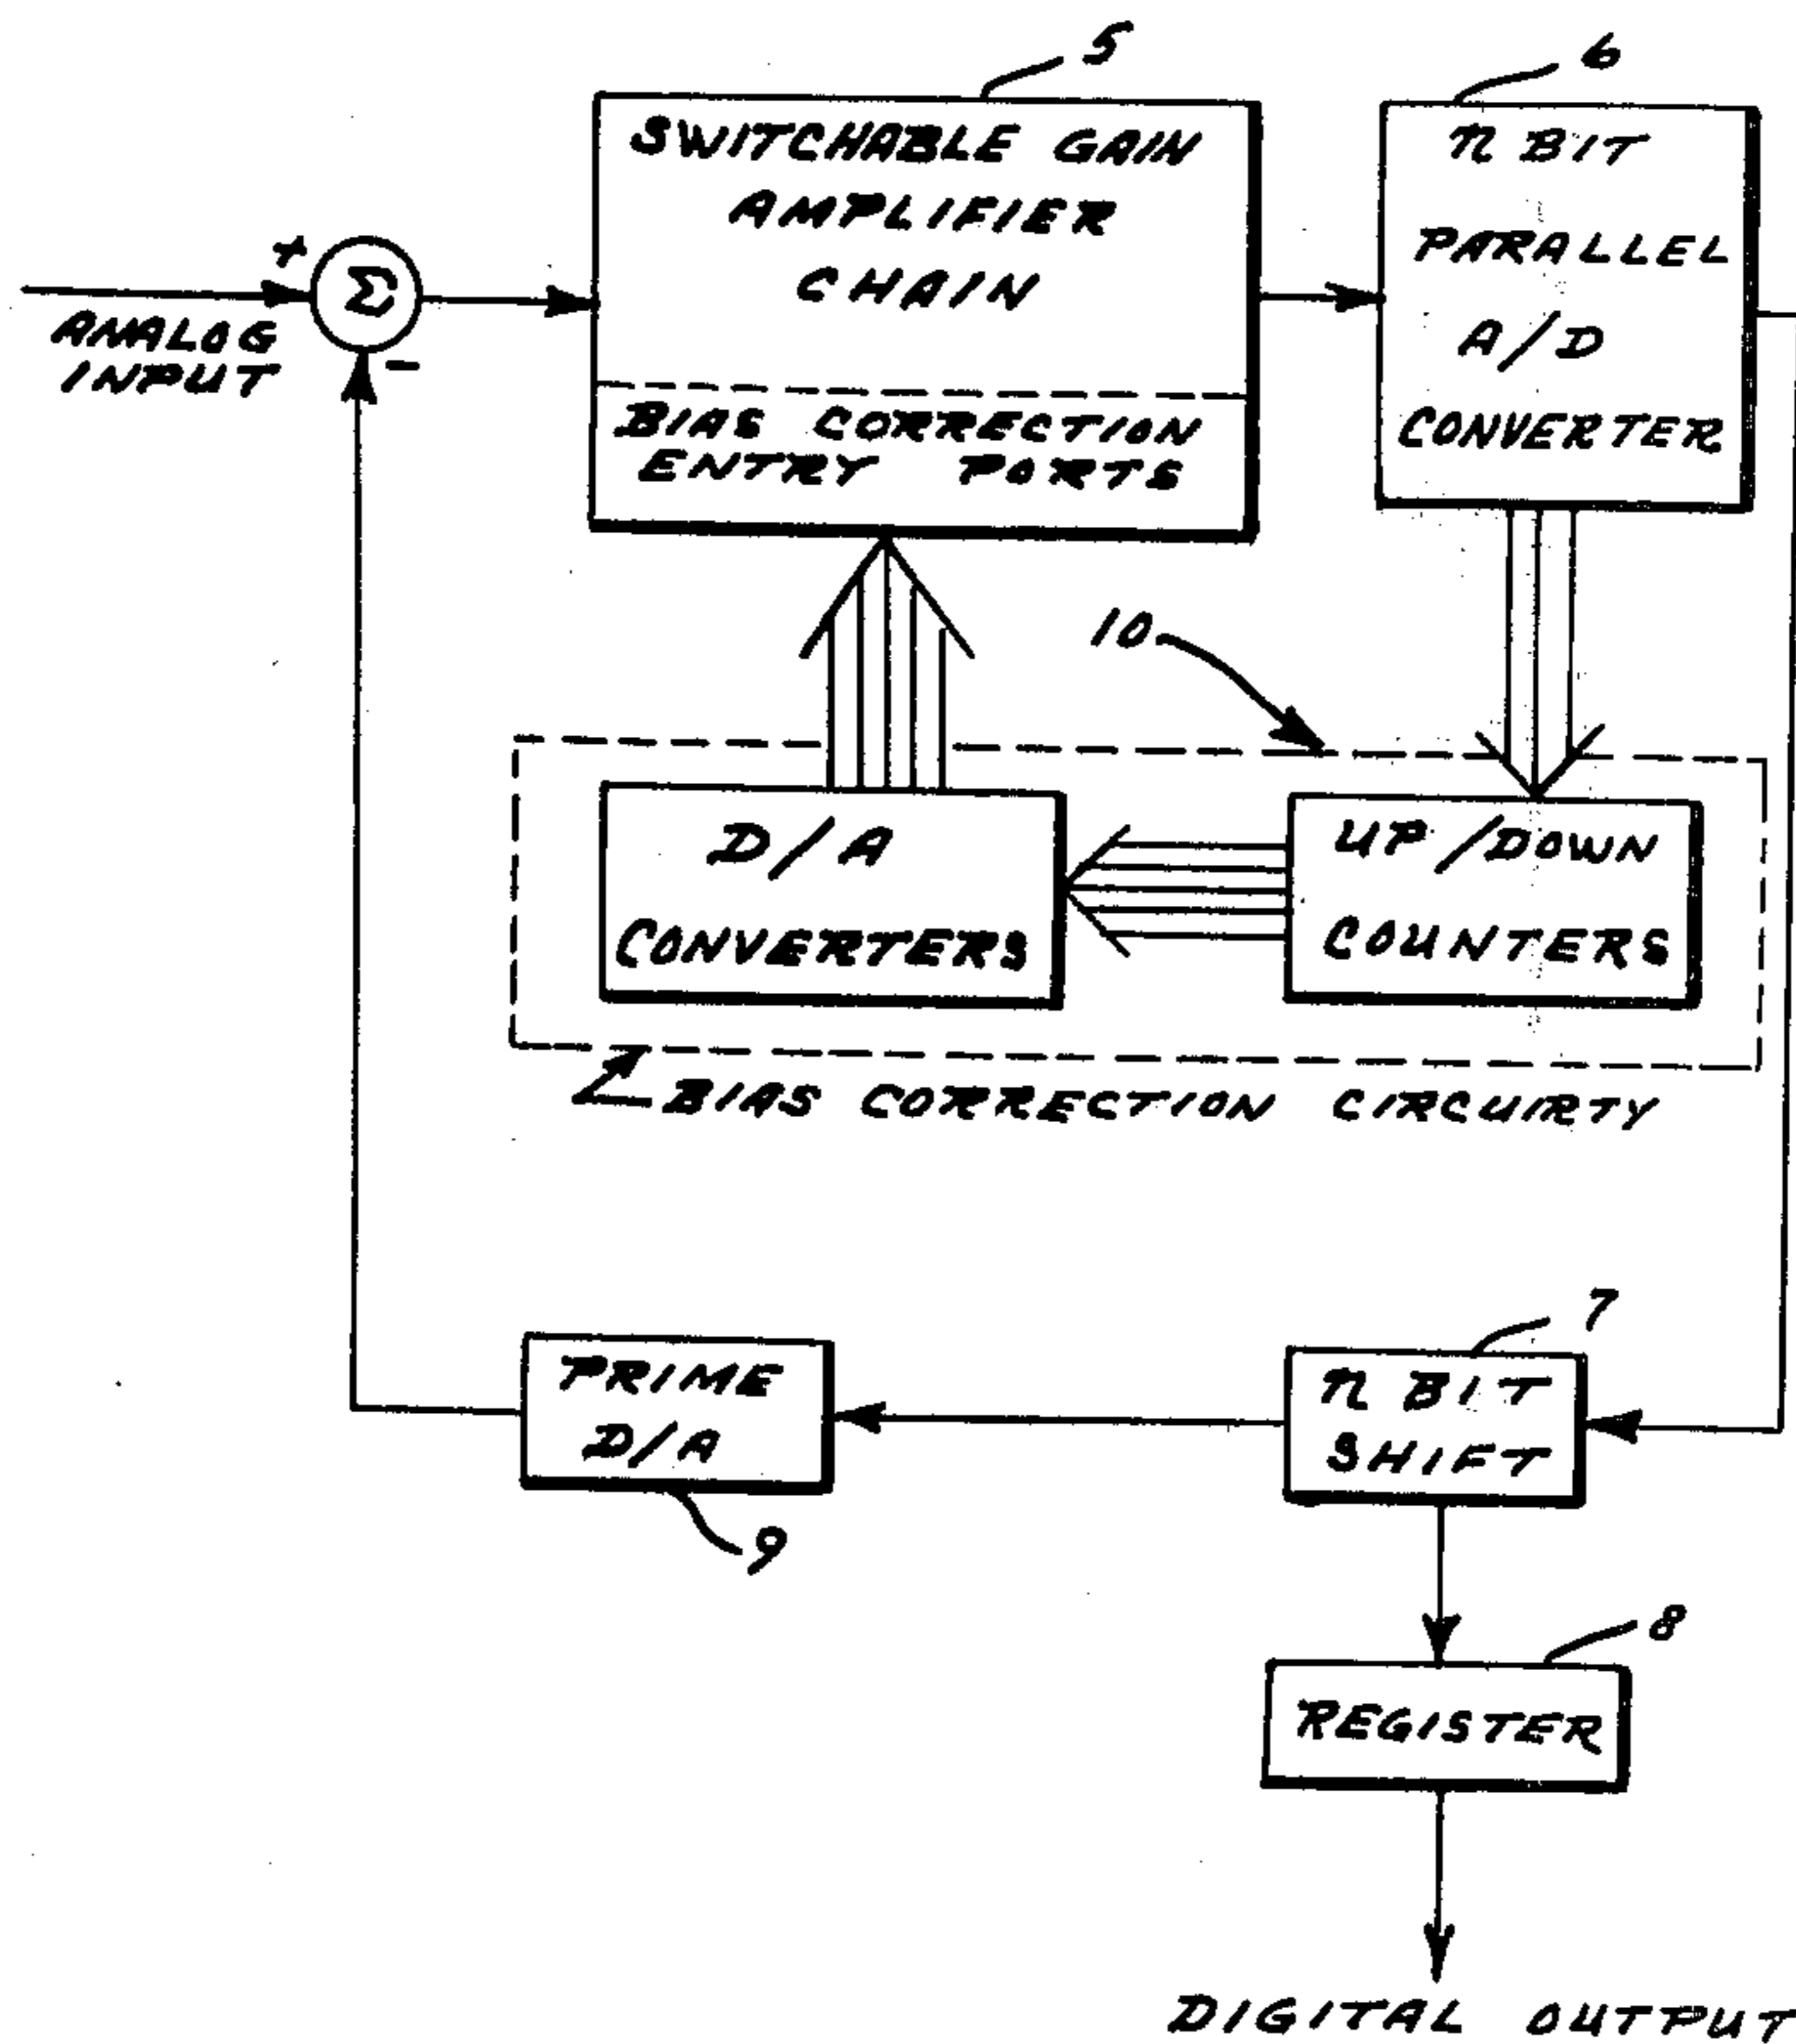 5
6
SWITCHABLE GAIN
AMPLIFIER
CHAIN
n BIT
PARALLEL
A/D
CONVERTER
+
Σ
-
ANALOG
INPUT
BIAS CORRECTION
ENTRY PORTS
10
D/A
CONVERTERS
UP/DOWN
COUNTERS
BIAS CORRECTION CIRCUIRTY
7
PRIME
D/A
n BIT
SHIFT
9
8
REGISTER
DIGITAL OUTPUT